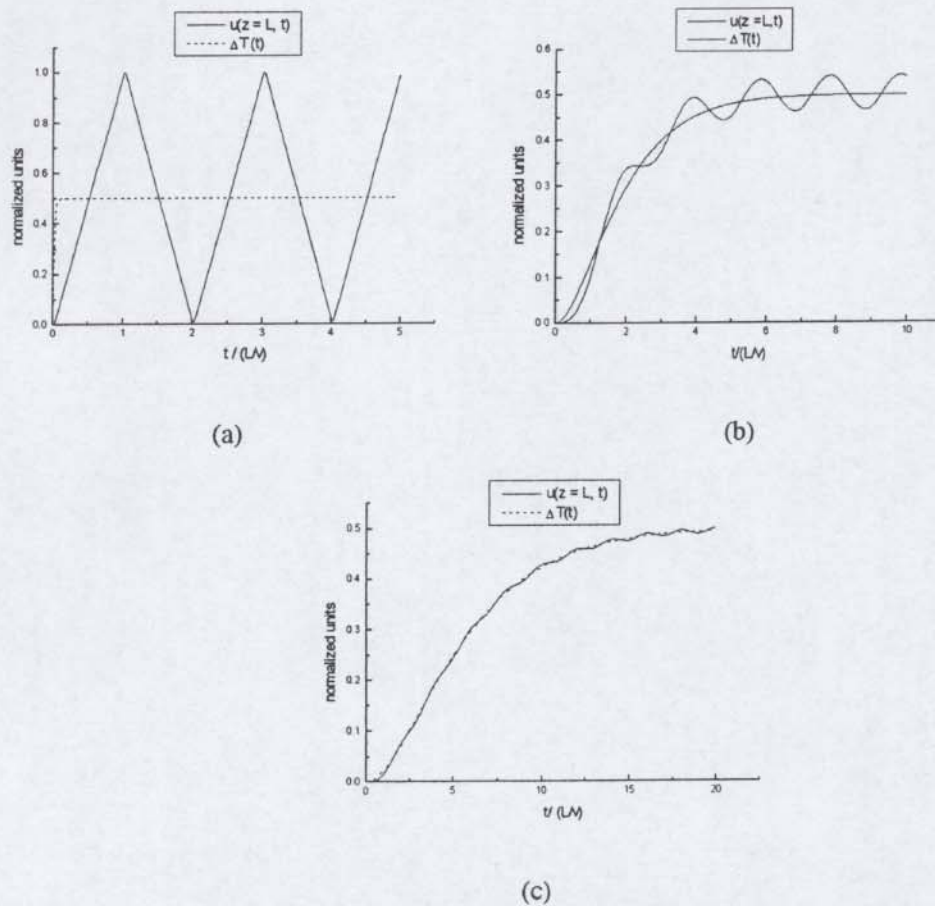 u(z = L, t)
Δ T(t)
normalized units
1.0
0.8
0.6
0.4
0.2
0.0
0
1
2
3
4
5
t / (L/v)
(a)
u(z =L,t)
ΔT(t)
normalized units
0.6
0.5
0.4
0.3
0.2
0.1
0.0
0
2
4
6
8
10
t/(L/v)
(b)
u(z = L, t)
Δ T(t)
normalized units
0.5
0.4
0.3
0.2
0.1
0.0
0
5
10
15
20
t/ (L/v)
(c)